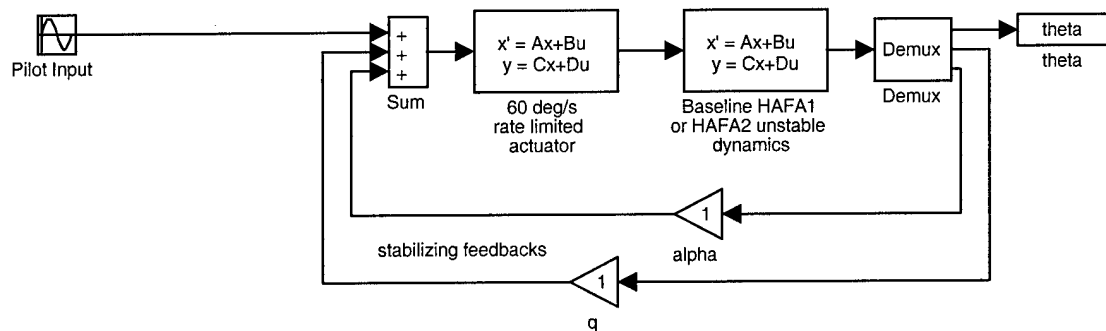 Pilot Input
+
+
+
Sum
x' = Ax+Bu
y = Cx+Du
60 deg/s
rate limited
actuator
x' = Ax+Bu
y = Cx+Du
Baseline HAFA1
or HAFA2 unstable
dynamics
Demux
Demux
theta
theta
1
alpha
stabilizing feedbacks
1
q